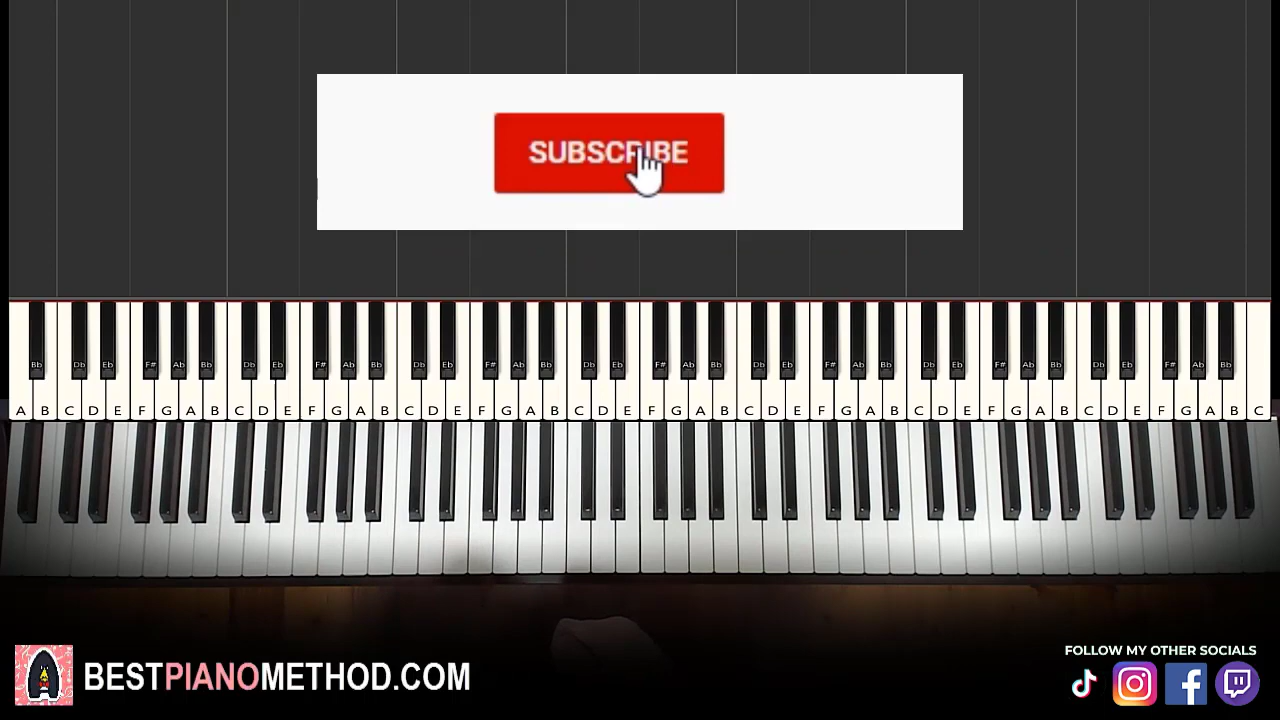 SUBSCRIBE
Bb Db Eb F# Ab Bb Db Eb F# Ab Bb Db Eb F# Ab Bb Db Eb F# Ab Bb Db Eb F# Ab Bb Db Eb F# Ab Bb Db Eb F# Ab Bb
A B C D E F G A B C D E F G A B C D E F G A B C D E F G A B C D E F G A B C D E F G A B C D E F G A B C
BESTPIANOMETHOD.COM
FOLLOW MY OTHER SOCIALS